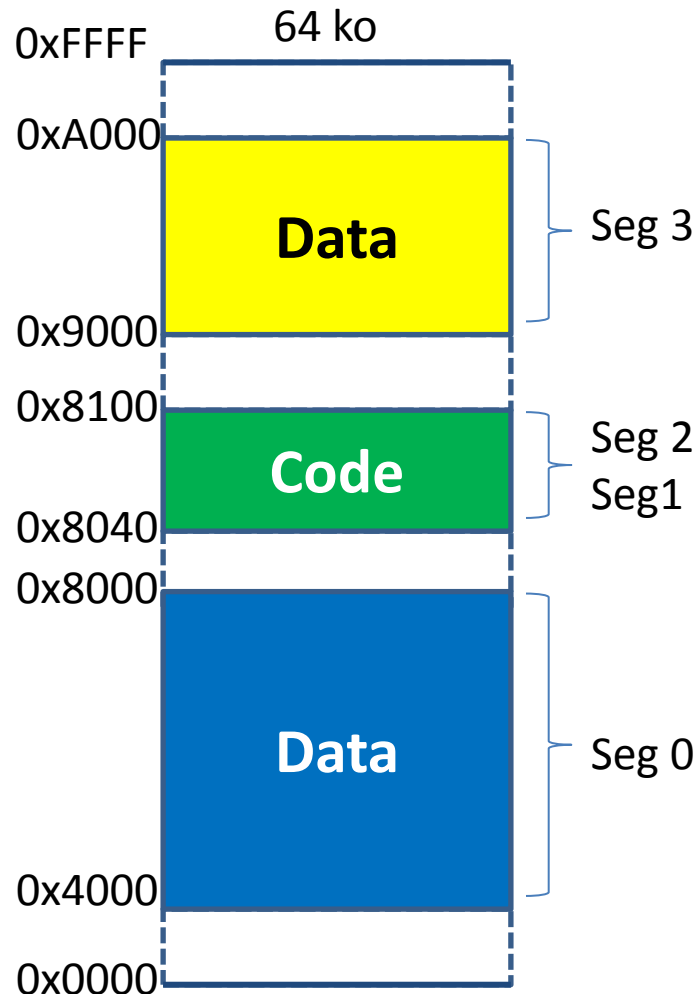 64 ko
0xFFFF
0xA000
Data
Seg 3
0x9000
0x8100
Seg 2
Code
Seg1
0x8040
0x8000
Data
Seg 0
0x4000
0x0000